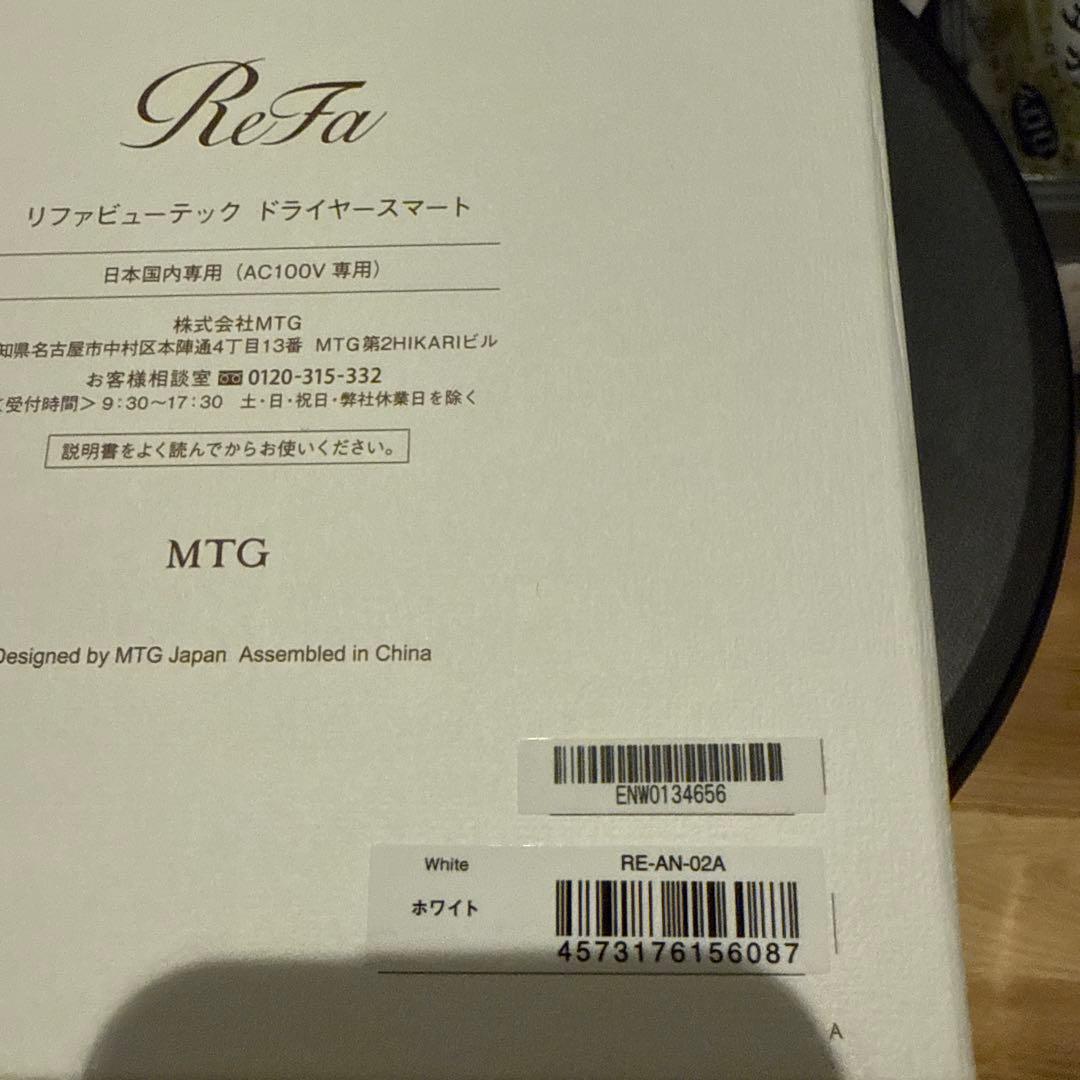 ReFa
リファビューテック ドライヤースマート
日本国内専用（AC100V 専用）
株式会社MTG
知県名古屋市中村区本陣通4丁目13番 MTG第2HIKARIビル
お客様相談室 0120-315-332
受付時間＞9:30〜17:30 土・日・祝日・弊社休業日を除く
説明書をよく読んでからお使いください。
MTG
Designed by MTG Japan Assembled in China
ENW0134656
White RE-AN-02A
ホワイト
4573176156087
A